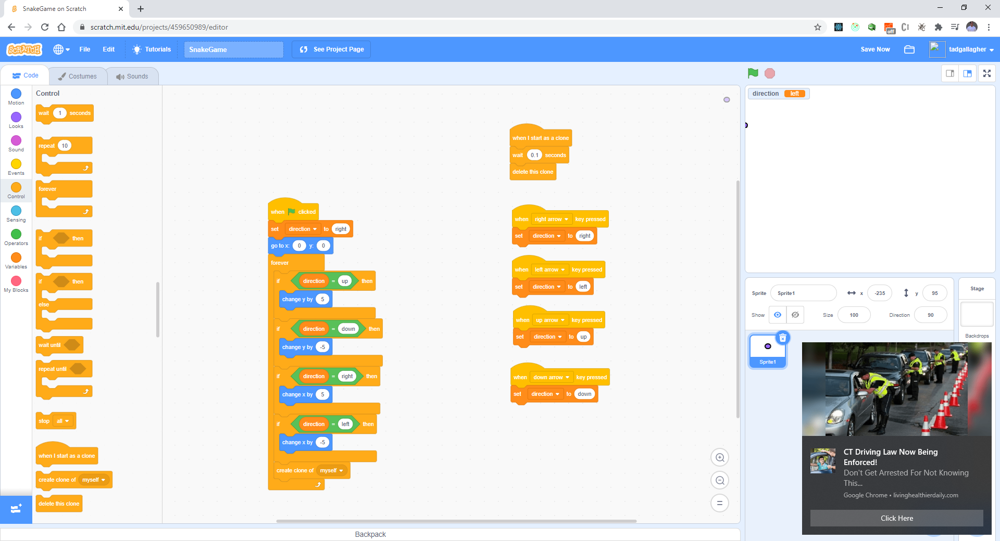 SnakeGame on Scratch
scratch.mit.edu/projects/459650989/editor
off
SCRATCH
File
Edit
Tutorials
SnakeGame
See Project Page
Save Now
tadgallagher
Code
Costumes
Sounds
Motion
Looks
Sound
Events
Control
Sensing
Operators
Variables
My Blocks
Control
wait 1 seconds
repeat 10
forever
if then
if then
else
wait until
repeat until
stop all
when I start as a clone
create clone of myself
delete this clone
when clicked
set direction to right
go to x: 0 y: 0
forever
if direction = up then
change y by 5
if direction = down then
change y by -5
if direction = right then
change x by 5
if direction = left then
change x by -5
create clone of myself
when I start as a clone
wait 0.1 seconds
delete this clone
when right arrow key pressed
set direction to right
when left arrow key pressed
set direction to left
when up arrow key pressed
set direction to up
when down arrow key pressed
set direction to down
Backpack
direction left
Sprite Sprite1 x -235 y 95
Show Size 100 Direction 90
Sprite1
Stage
Backdrops
CT Driving Law Now Being
Enforced!
Don't Get Arrested For Not Knowing
This...
Google Chrome • livinghealthierdaily.com
Click Here